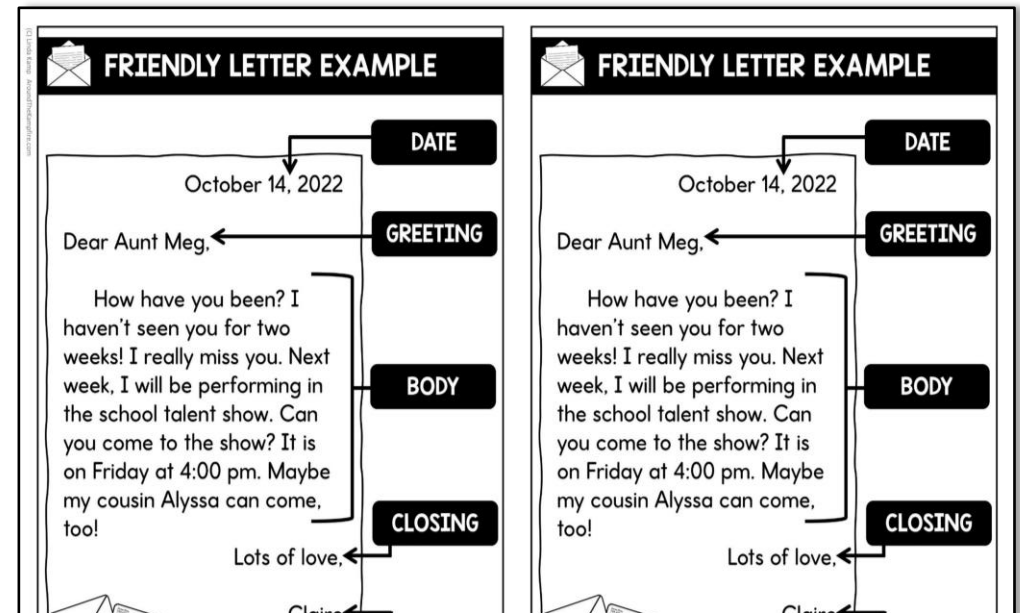 (C) Linda Kamp AroundTheKampfire.com
FRIENDLY LETTER EXAMPLE
DATE
October 14, 2022
Dear Aunt Meg,
GREETING
How have you been? I
haven't seen you for two
weeks! I really miss you. Next
week, I will be performing in
the school talent show. Can
you come to the show? It is
on Friday at 4:00 pm. Maybe
my cousin Alyssa can come,
too!
BODY
CLOSING
Lots of love,
Claire
FRIENDLY LETTER EXAMPLE
DATE
October 14, 2022
Dear Aunt Meg,
GREETING
How have you been? I
haven't seen you for two
weeks! I really miss you. Next
week, I will be performing in
the school talent show. Can
you come to the show? It is
on Friday at 4:00 pm. Maybe
my cousin Alyssa can come,
too!
BODY
CLOSING
Lots of love,
Claire